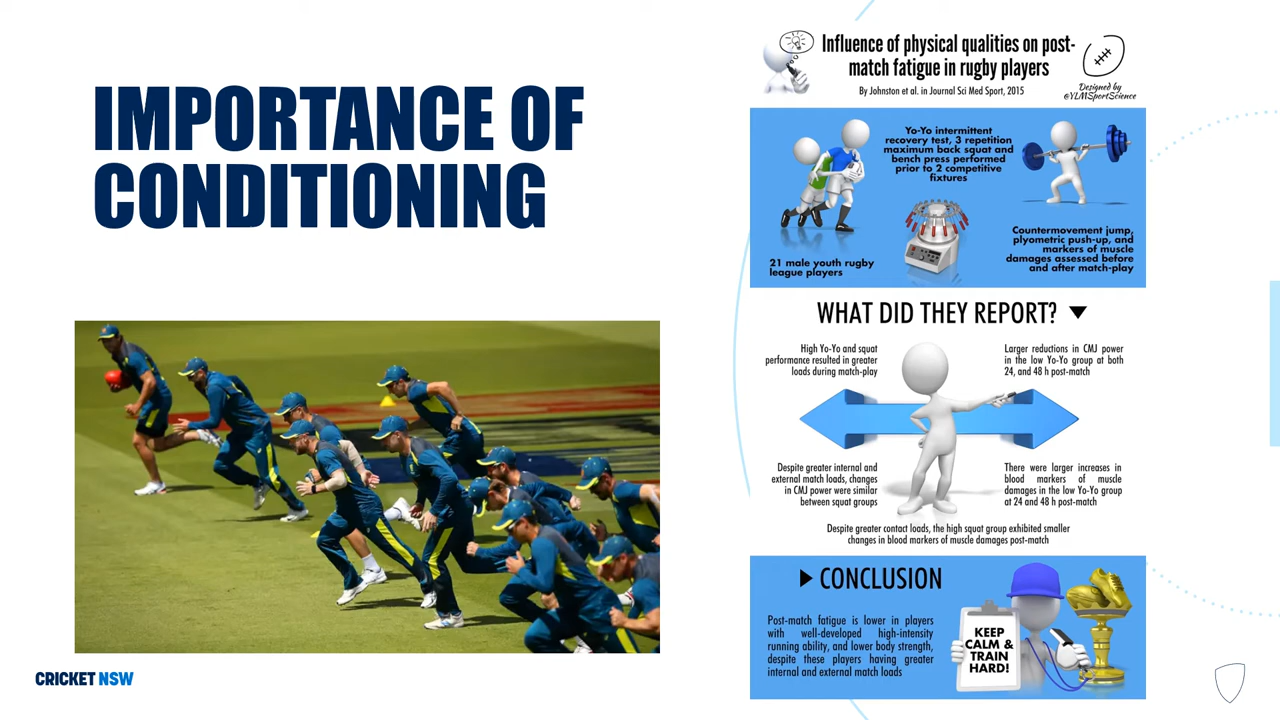 IMPORTANCE OF
CONDITIONING
CRICKET NSW
Influence of physical qualities on post-
match fatigue in rugby players
By Johnston et al. in Journal Sci Med Sport, 2015
Designed by
@YLMSportScience
Yo-Yo intermittent
recovery test, 3 repetition
maximum back squat and
bench press performed
prior to 2 competitive
fixtures
21 male youth rugby
league players
Countermovement jump,
plyometric push-up, and
markers of muscle
damages assessed before
and after match-play
WHAT DID THEY REPORT?
High Yo-Yo and squat
performance resulted in greater
loads during match-play
Larger reductions in CMJ power
in the low Yo-Yo group at both
24, and 48 h post-match
Despite greater internal and
external match loads, changes
in CMJ power were similar
between squat groups
There were larger increases in
blood markers of muscle
damages in the low Yo-Yo group
at 24 and 48 h post-match
Despite greater contact loads, the high squat group exhibited smaller
changes in blood markers of muscle damages post-match
CONCLUSION
Post-match fatigue is lower in players
with well-developed high-intensity
running ability, and lower body strength,
despite these players having greater
internal and external match loads
KEEP
CALM &
TRAIN
HARD!